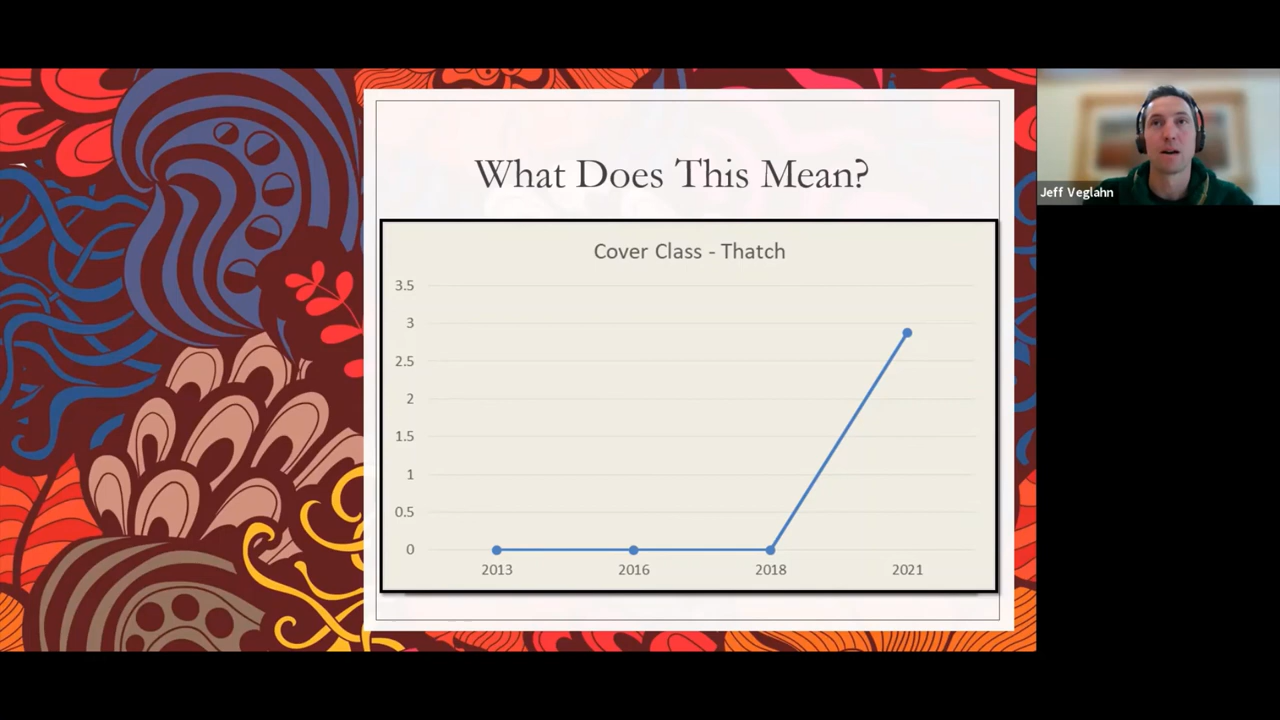 What Does This Mean?
Jeff Veglahn
Cover Class - Thatch
3.5
3
2.5
2
1.5
1
0.5
0
2013 2016 2018 2021